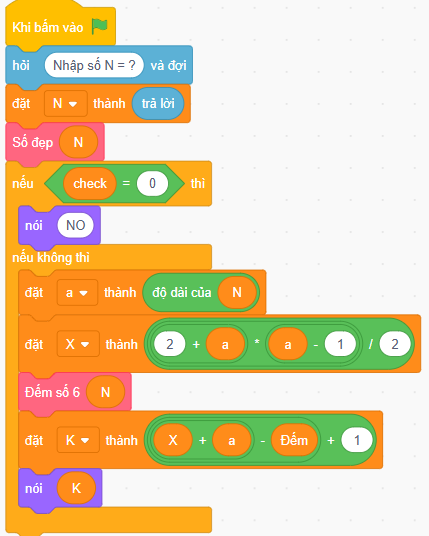 Khi bấm vào
hỏi Nhập số N = ? và đợi
đặt N thành trả lời
Số đẹp N
nếu check = 0 thì
nói NO
nếu không thì
đặt a thành độ dài của N
đặt X thành 2 + a * a - 1 / 2
Đếm số 6 N
đặt K thành X + a - Đếm + 1
nói K